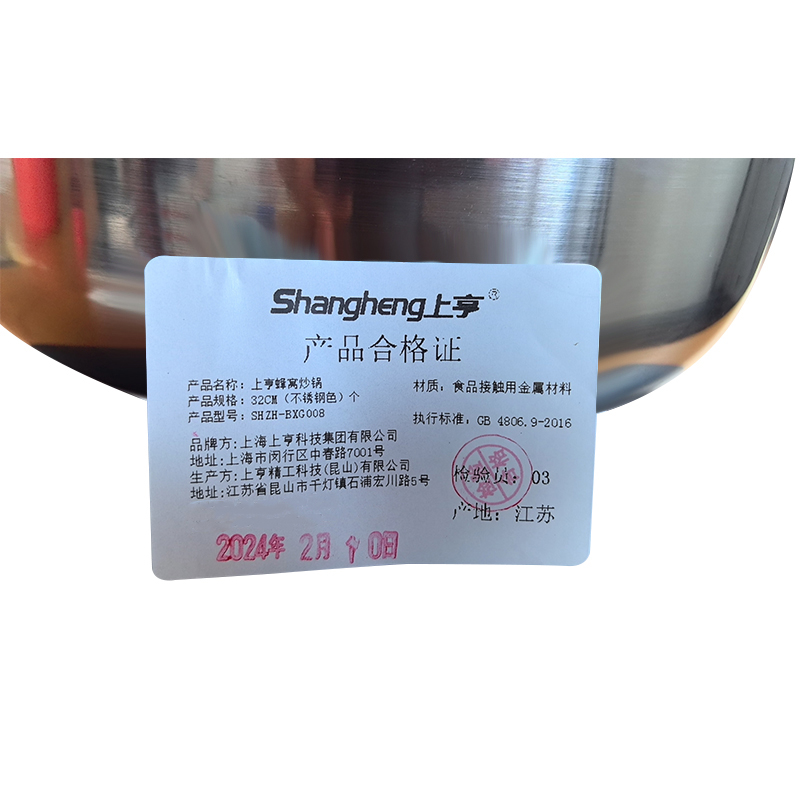 Shangheng上亨®
产品合格证
产品名称：上亨蜂窝炒锅
产品规格：32CM（不锈钢色）个
产品型号：SHZH-BXG008
材质：食品接触用金属材料
执行标准：GB 4806.9-2016
品牌方：上海上亨科技集团有限公司
地址：上海市闵行区中春路7001号
生产方：上亨精工科技(昆山)有限公司
地址：江苏省昆山市千灯镇石浦宏川路5号
检验员：03
产地：江苏
2024年 2月 10日